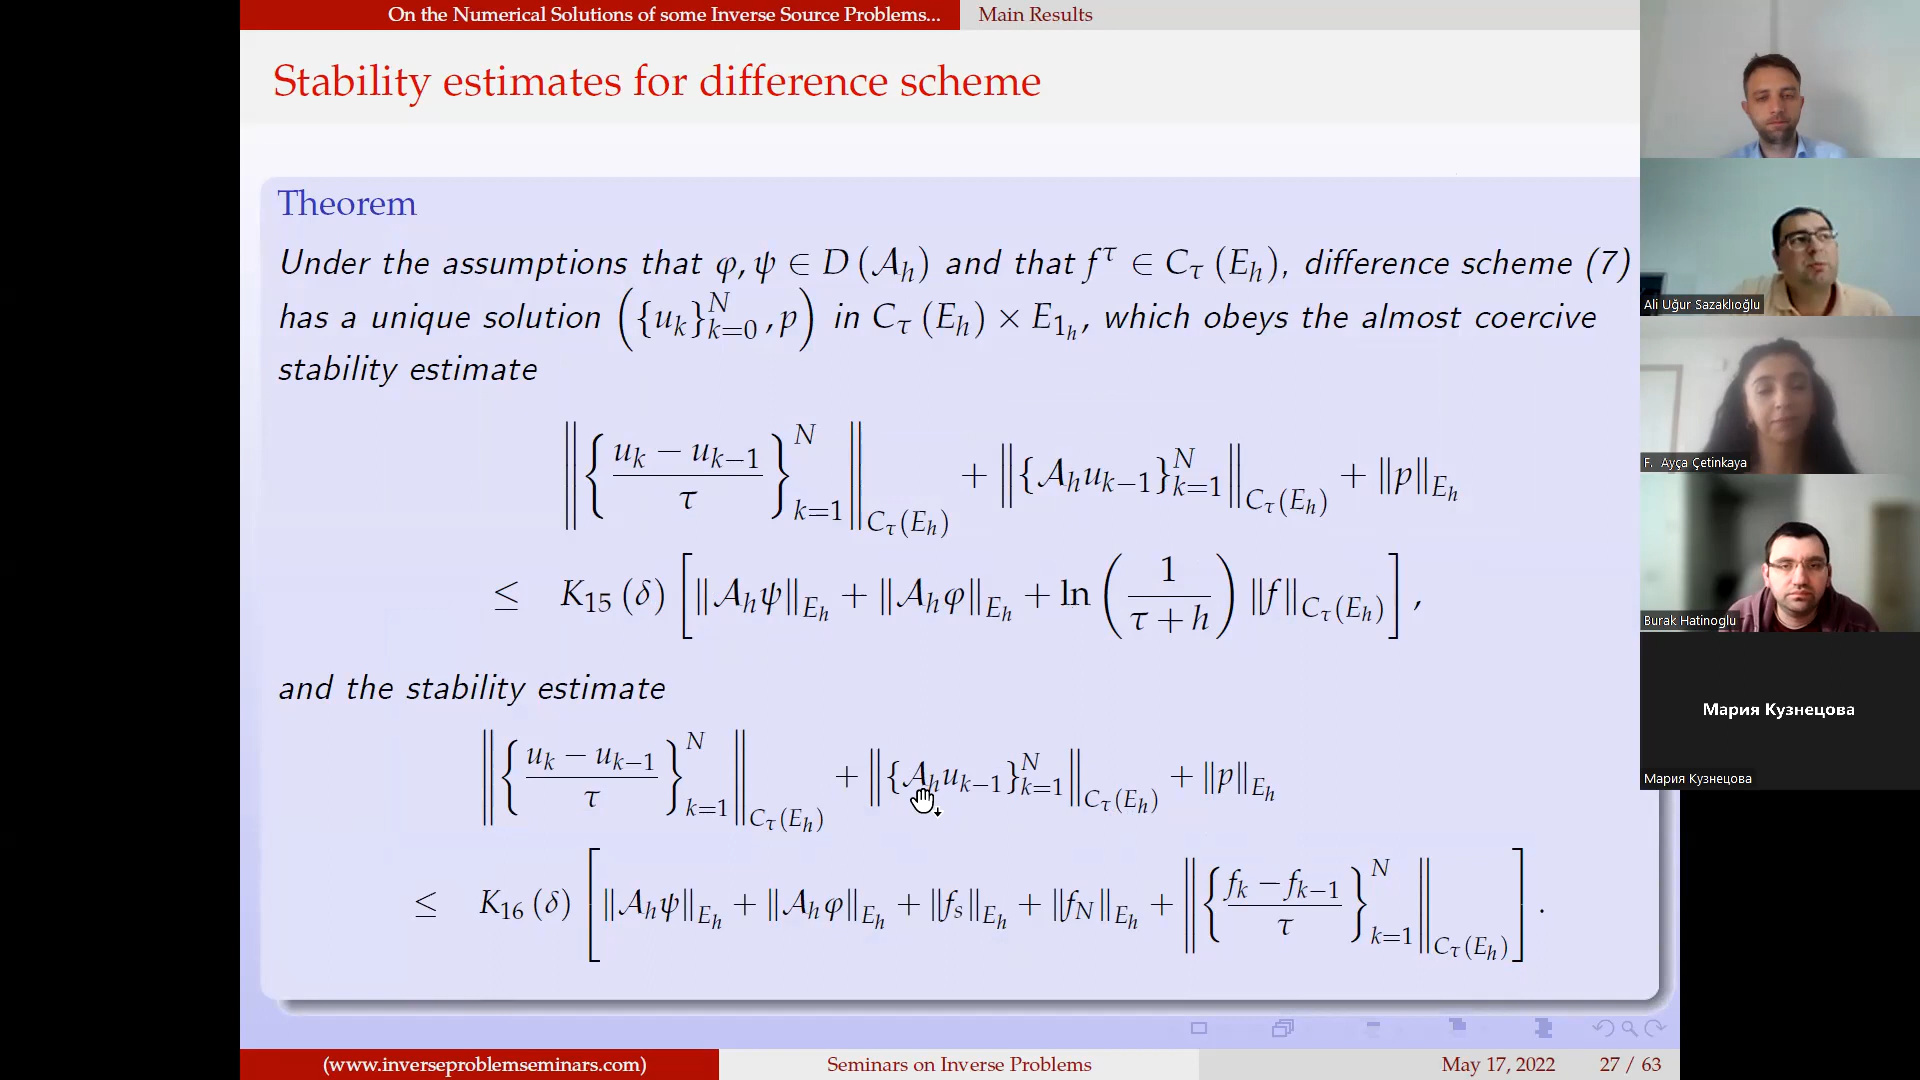 On the Numerical Solutions of some Inverse Source Problems... Main Results
Stability estimates for difference scheme
Theorem
Under the assumptions that φ, ψ ∈ D (𝒜ₕ) and that f^τ ∈ C_τ (E_h), difference scheme (7)
has a unique solution ({u_k}_{k=0}^N, p) in C_τ (E_h) × E_{1_h}, which obeys the almost coercive
stability estimate
‖{(u_k − u_{k−1})/τ}_{k=1}^N‖_{C_τ(E_h)} + ‖{𝒜_h u_{k−1}}_{k=1}^N‖_{C_τ(E_h)} + ‖p‖_{E_h}
≤ K_{15} (δ) [‖𝒜_h ψ‖_{E_h} + ‖𝒜_h φ‖_{E_h} + ln (1/(τ + h)) ‖f‖_{C_τ(E_h)}],
and the stability estimate
‖{(u_k − u_{k−1})/τ}_{k=1}^N‖_{C_τ(E_h)} + ‖{𝒜_h u_{k−1}}_{k=1}^N‖_{C_τ(E_h)} + ‖p‖_{E_h}
≤ K_{16} (δ) [‖𝒜_h ψ‖_{E_h} + ‖𝒜_h φ‖_{E_h} + ‖f_s‖_{E_h} + ‖f_N‖_{E_h} + ‖{(f_k − f_{k−1})/τ}_{k=1}^N‖_{C_τ(E_h)}].
(www.inverseproblemseminars.com) Seminars on Inverse Problems May 17, 2022 27 / 63
Ali Uğur Sazaklıoğlu
F. Ayça Çetinkaya
Burak Hatinoglu
Мария Кузнецова
Мария Кузнецова